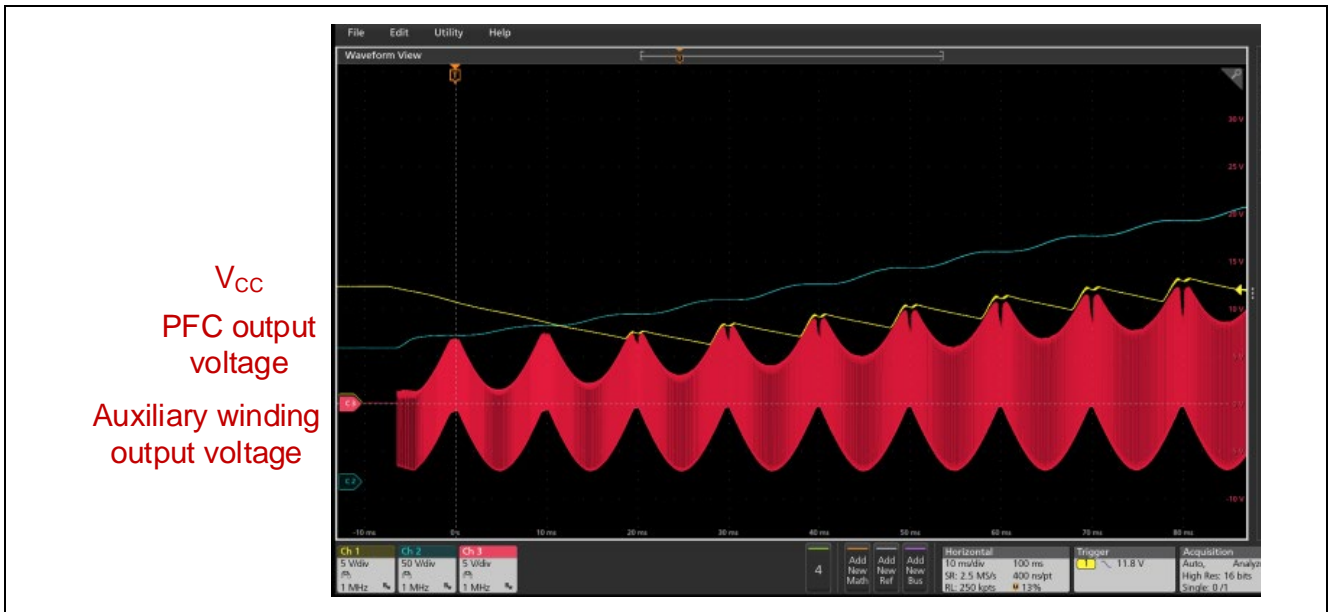 File Edit Utility Help
Waveform View
T
30 V
25 V
20 V
15 V
10 V
5 V
0 V
-10 V
C 3
C 2
V_CC
PFC output
voltage
Auxiliary winding
output voltage
-10 ms 0 s 10 ms 20 ms 30 ms 40 ms 50 ms 60 ms 70 ms 80 ms
Ch 1
5 V/div
1 MHz
Ch 2
50 V/div
1 MHz
Ch 3
5 V/div
1 MHz
4
Add
New
Math
Add
New
Ref
Add
New
Bus
Horizontal
10 ms/div 100 ms
SR: 2.5 MS/s 400 ns/pt
RL: 250 kpts 13%
Trigger
1 11.8 V
Acquisition
Auto, Analyz
High Res: 16 bits
Single: 0 /1